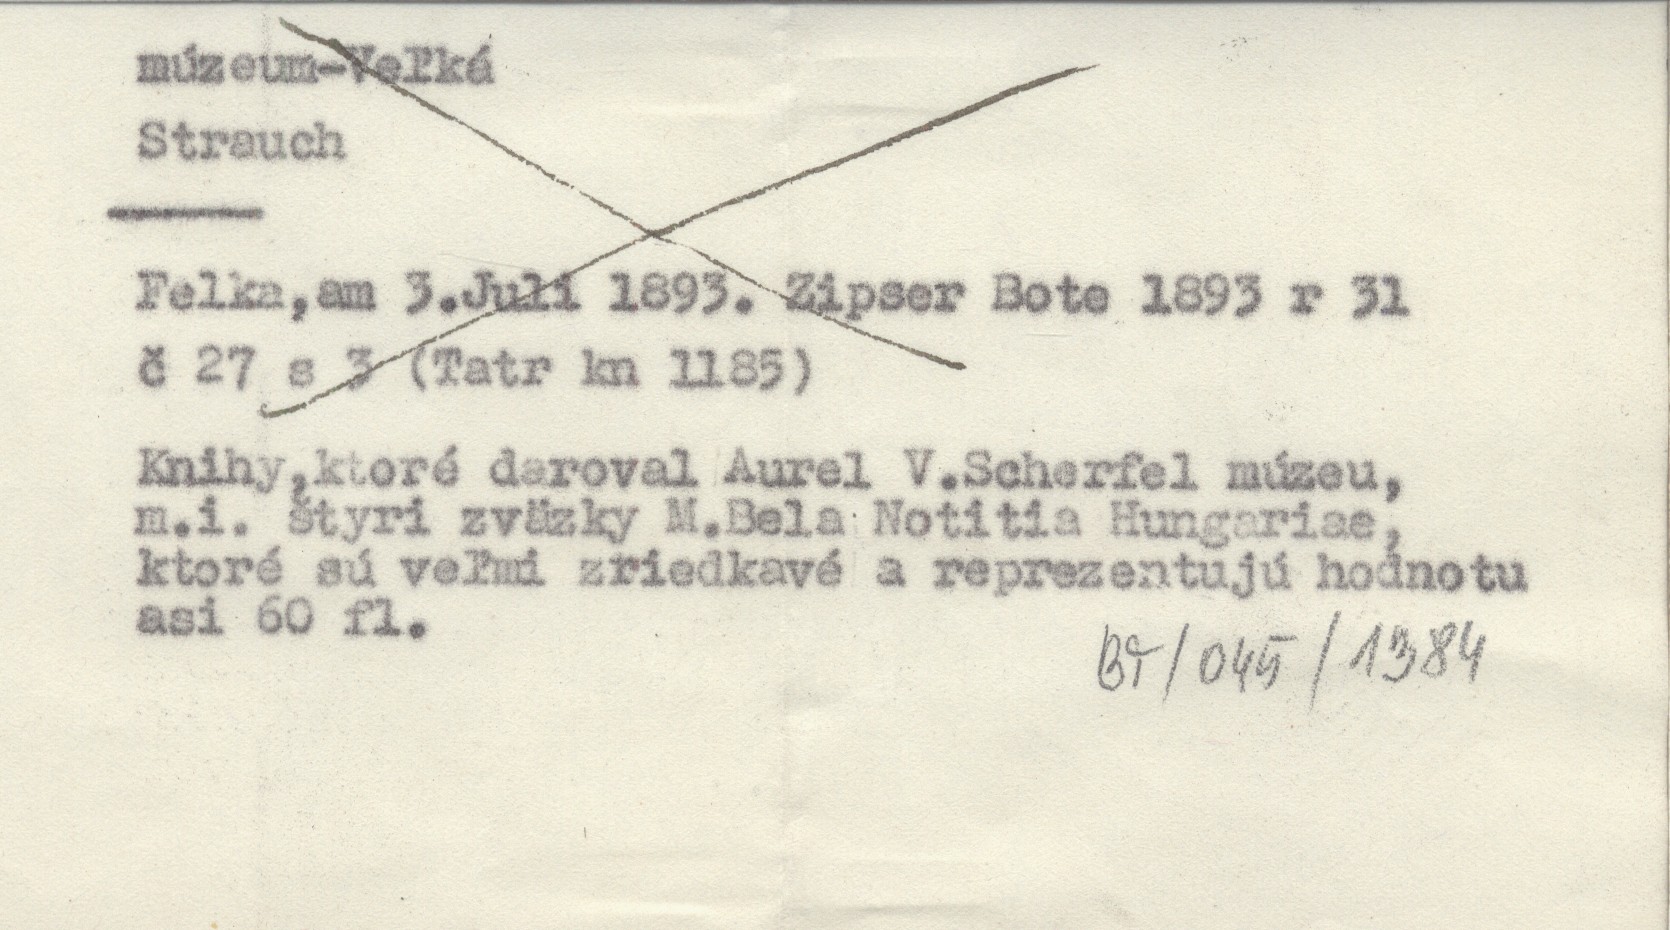 múzeum-Veľká
Strauch
Felka,am 3.Juli 1893. Zipser Bote 1893 r 31
č 27 s 3 (Tatr kn 1185)
Knihy,ktoré daroval Aurel V.Scherfel múzeu,
m.i. štyri zväzky M.Bela Notitia Hungariae,
ktoré sú veľmi zriedkavé a reprezentujú hodnotu
asi 60 fl.
BT/045/1384